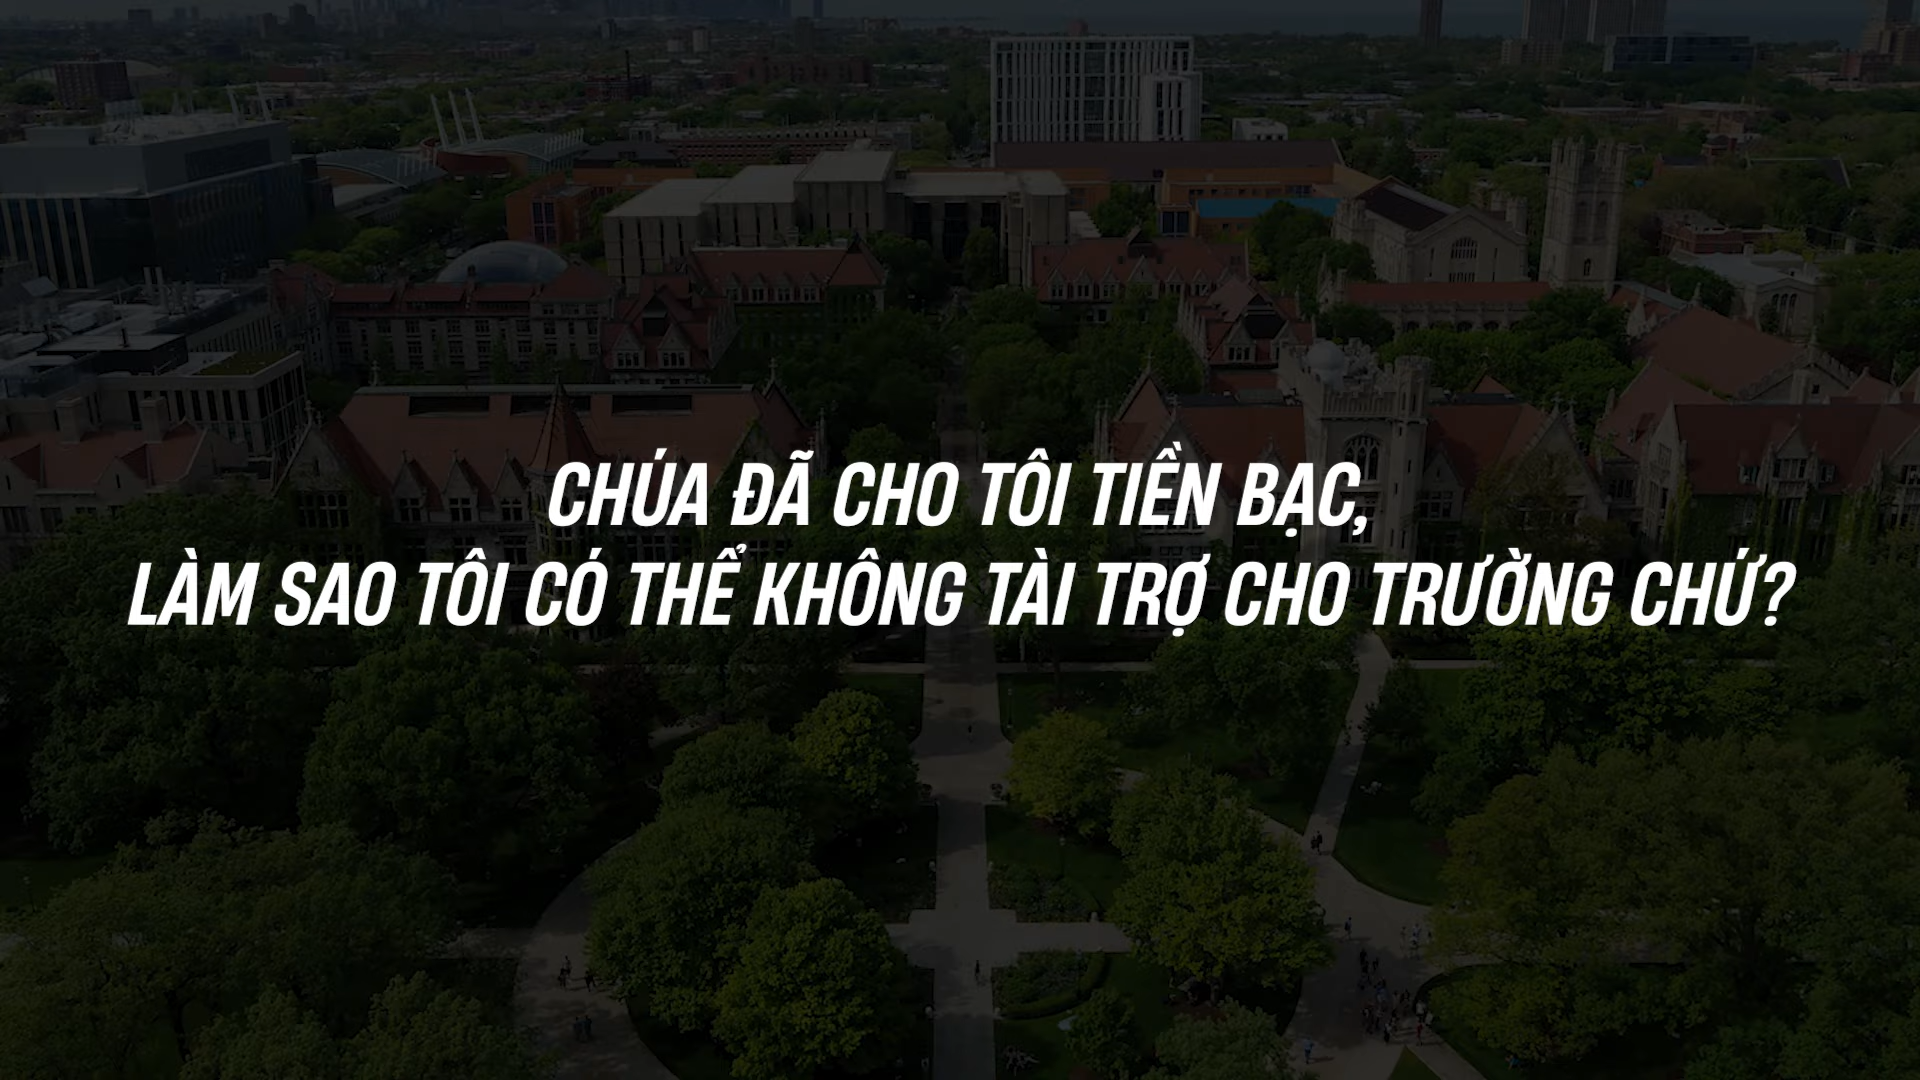 CHÚA ĐÃ CHO TÔI TIỀN BẠC,
LÀM SAO TÔI CÓ THỂ KHÔNG TÀI TRỢ CHO TRƯỜNG CHỨ?